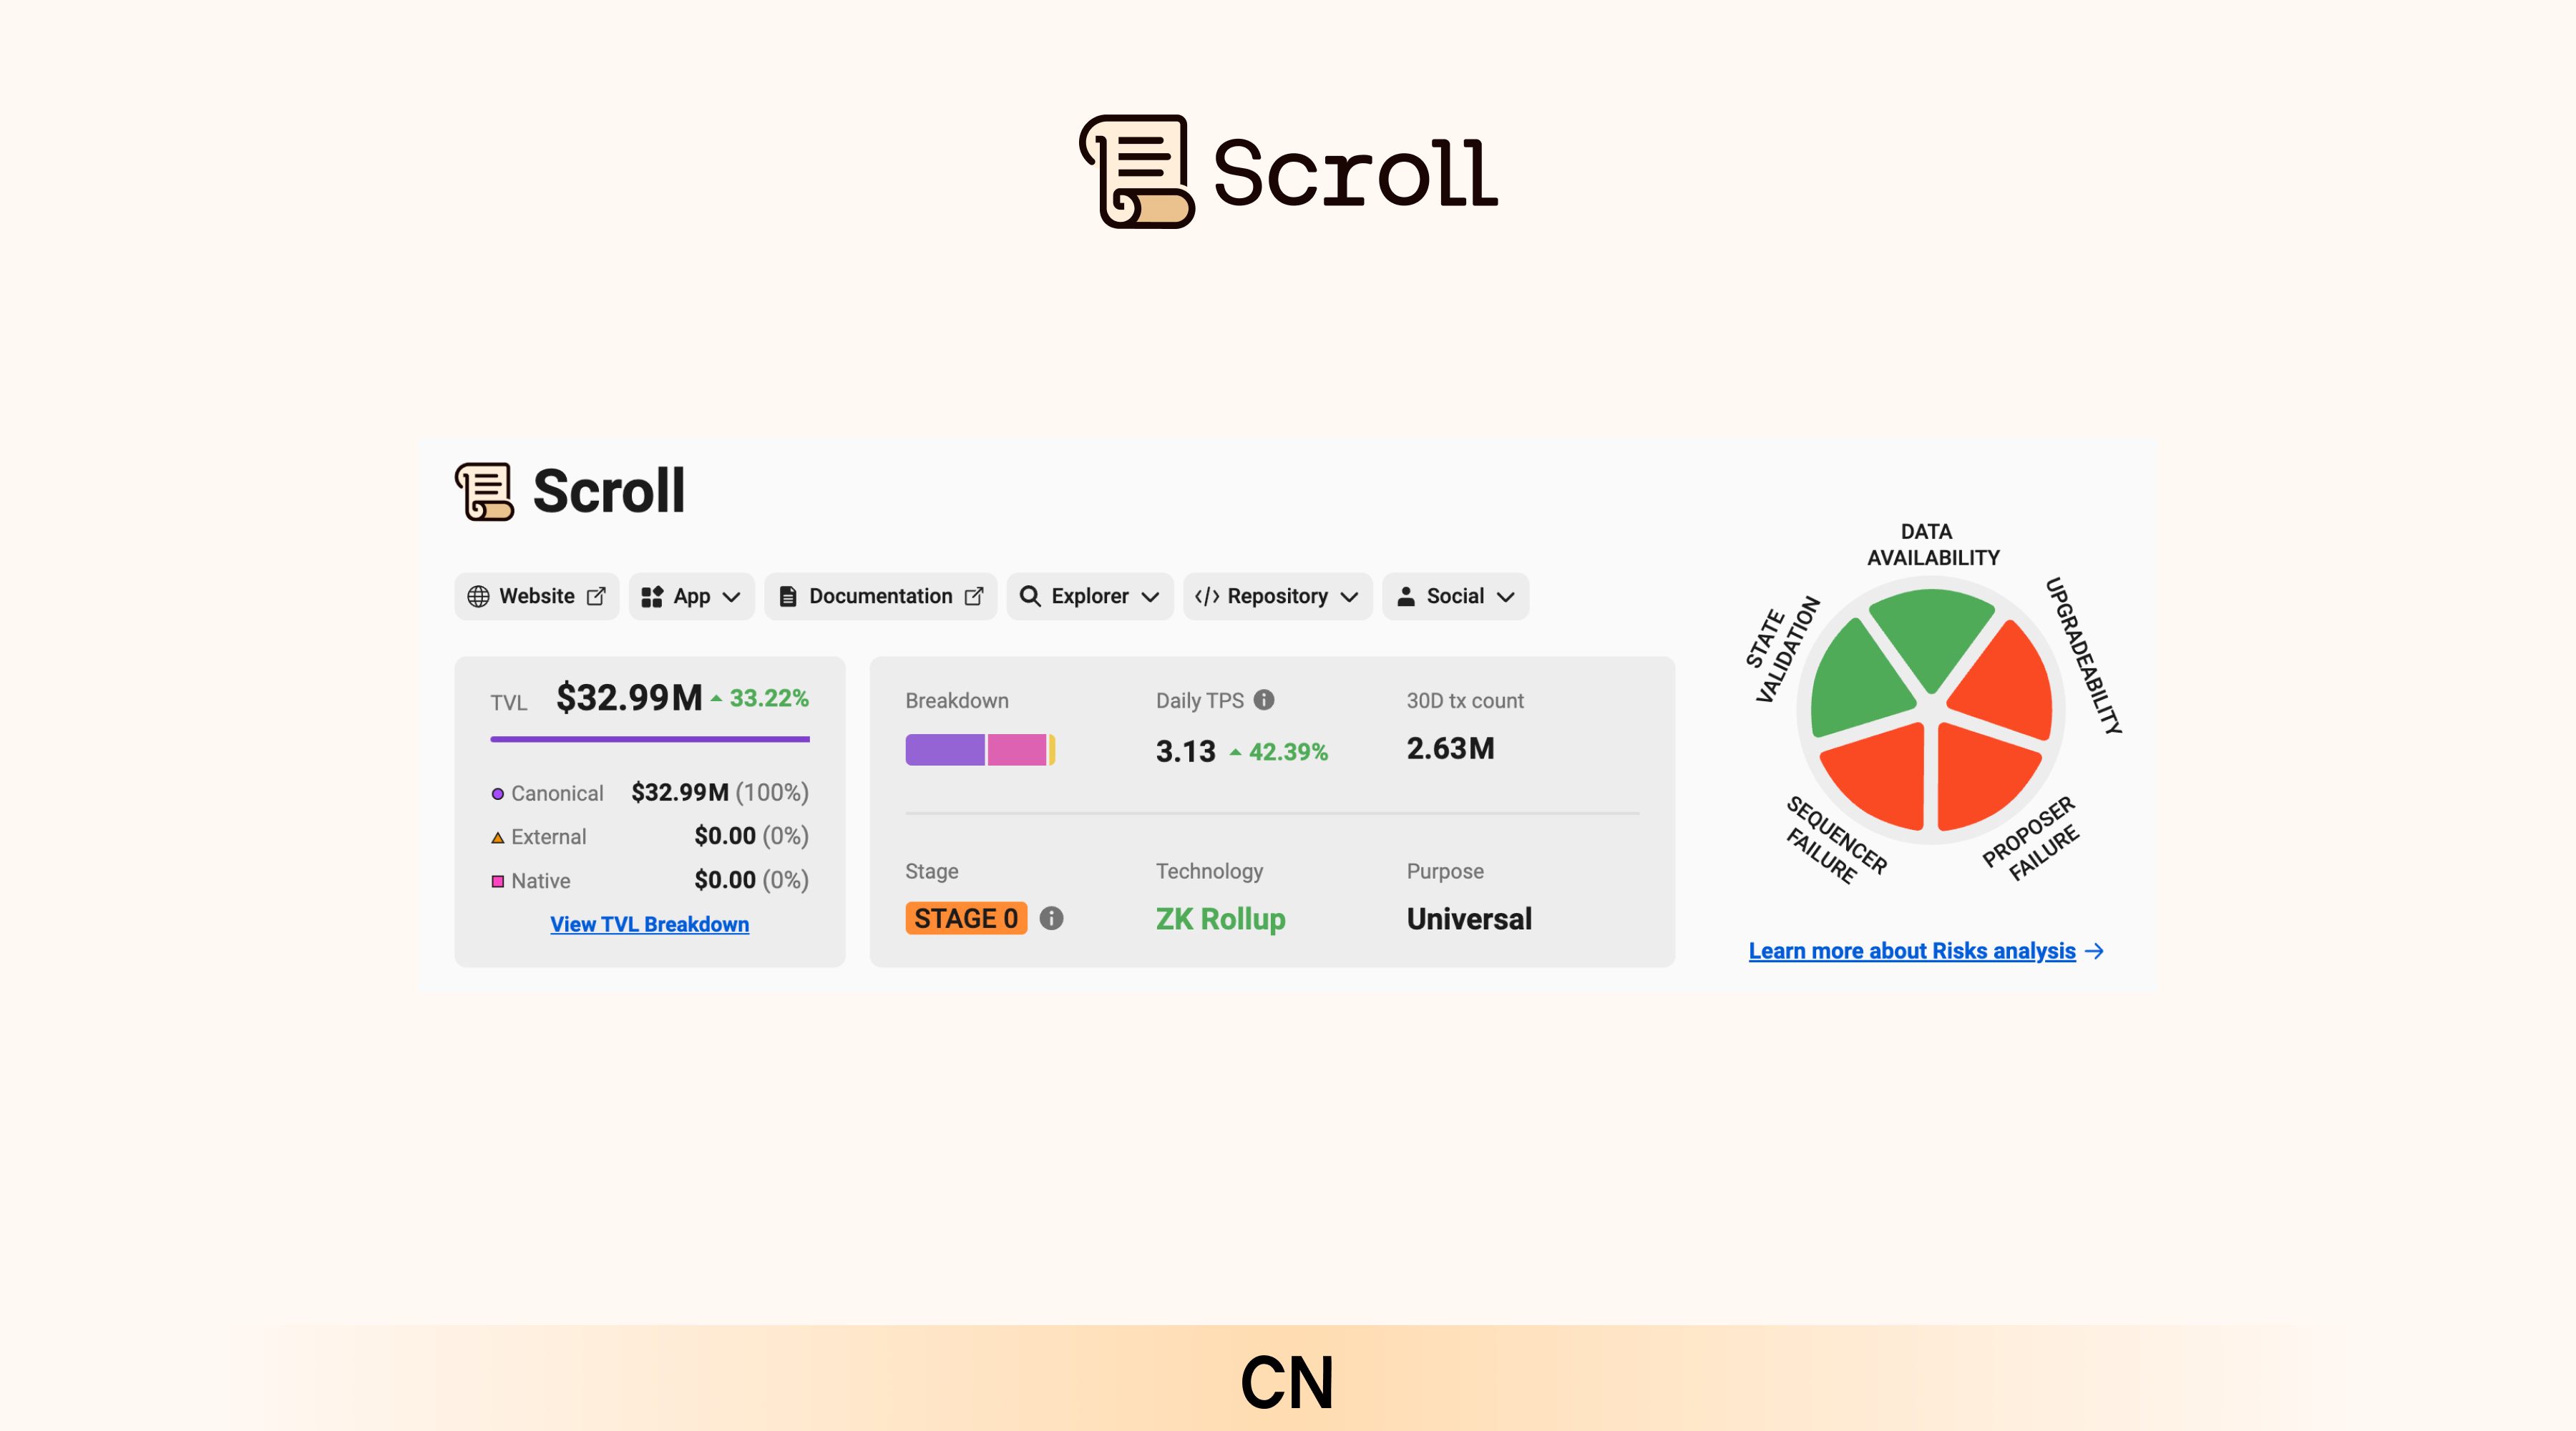 Scroll
Scroll
Website
App
Documentation
Explorer
Repository
Social
TVL $32.99M 33.22%
Canonical $32.99M (100%)
External $0.00 (0%)
Native $0.00 (0%)
View TVL Breakdown
Breakdown
Daily TPS
3.13 42.39%
30D tx count
2.63M
Stage
STAGE 0
Technology
ZK Rollup
Purpose
Universal
DATA
AVAILABILITY
UPGRADEABILITY
PROPOSER
FAILURE
SEQUENCER
FAILURE
STATE
VALIDATION
Learn more about Risks analysis
CN